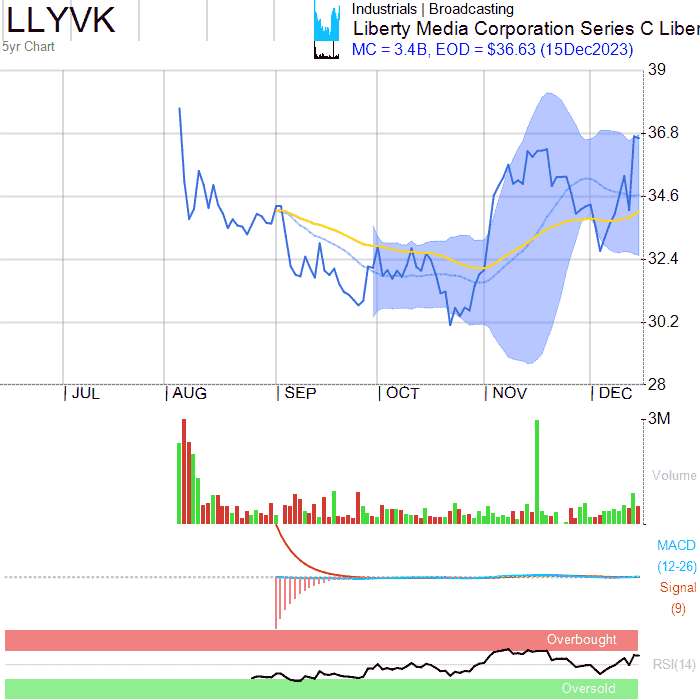 LLYVK
5yr Chart
Industrials | Broadcasting
Liberty Media Corporation Series C Liber
MC = 3.4B, EOD = $36.63 (15Dec2023)
39
36.8
34.6
32.4
30.2
28
JUL AUG SEP OCT NOV DEC
3M
Volume
MACD
(12-26)
Signal
(9)
Overbought
RSI(14)
Oversold